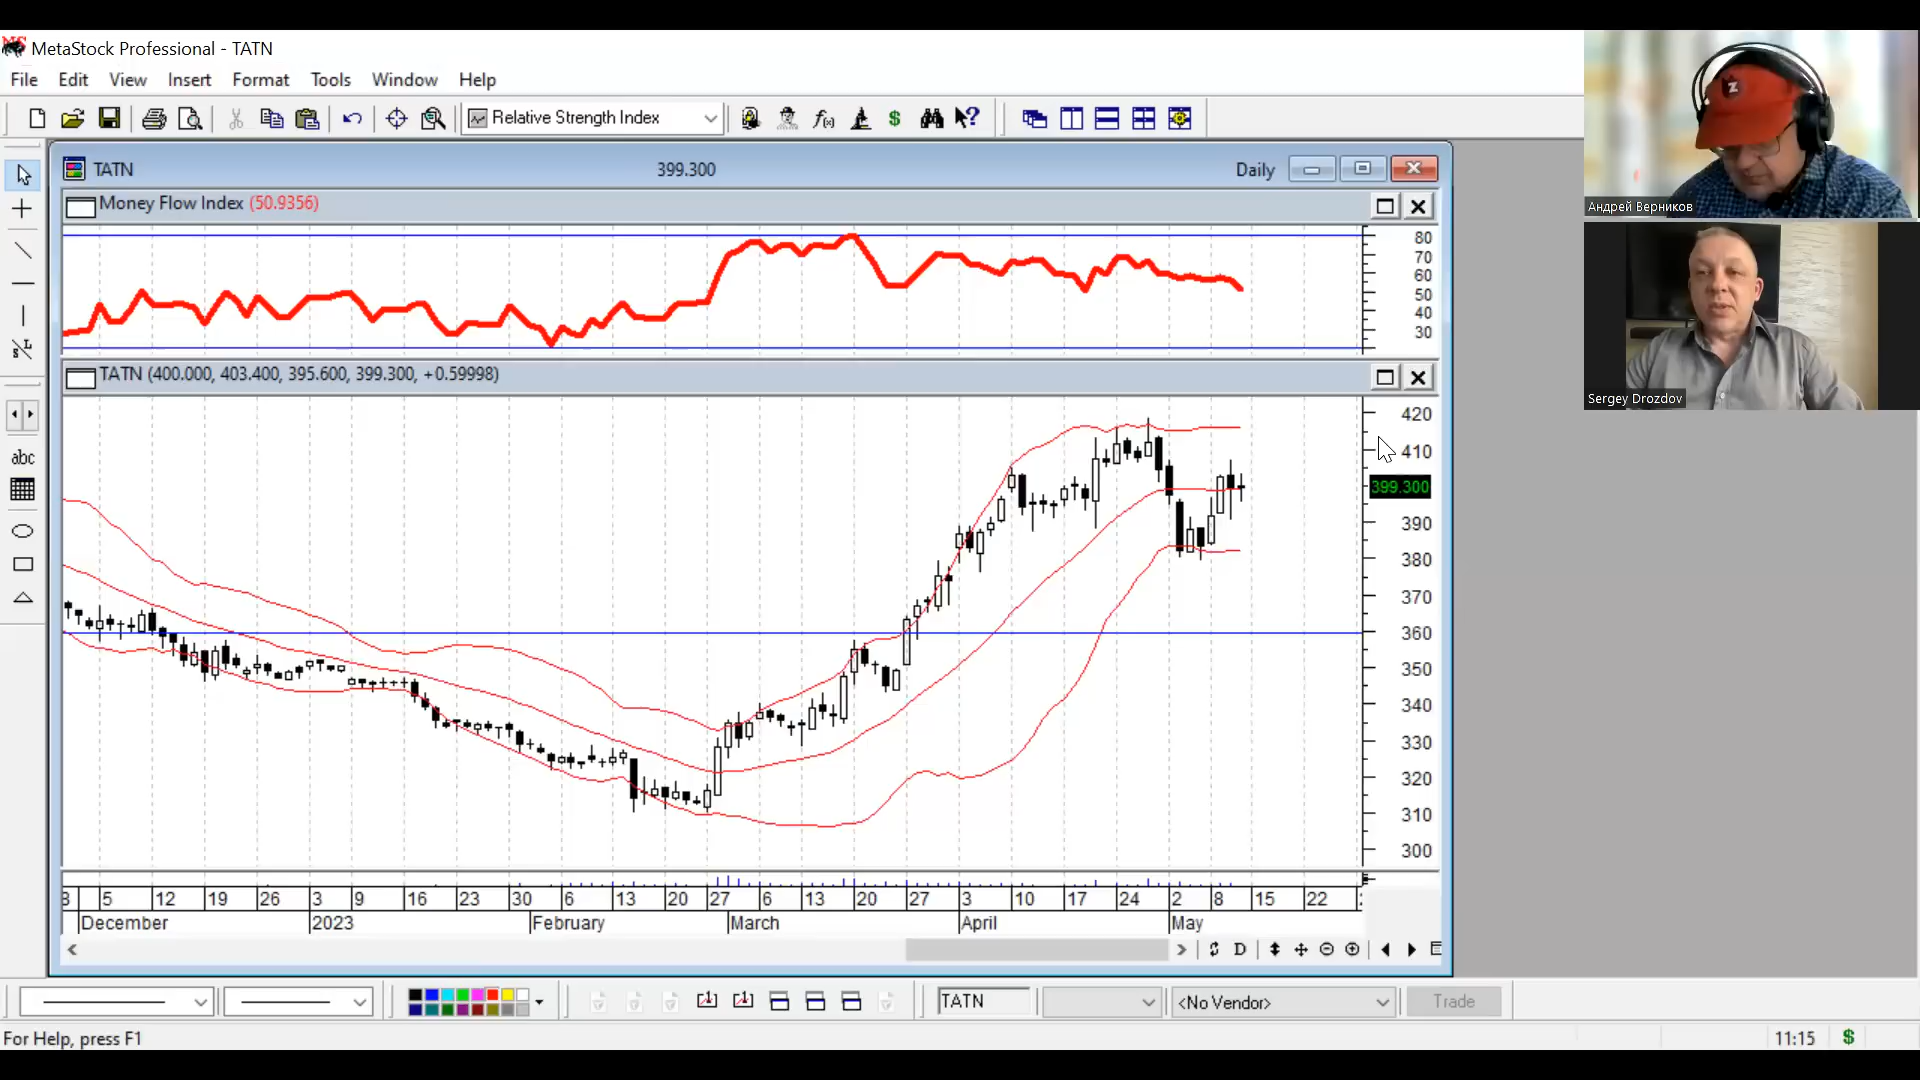 MetaStock Professional - TATN
File Edit View Insert Format Tools Window Help
Relative Strength Index
TATN 399.300 Daily
Money Flow Index (50.9356)
80
70
60
50
40
30
TATN (400.000, 403.400, 395.600, 399.300, +0.59998)
420
410
399.300
390
380
370
360
350
340
330
320
310
300
5 12 19 26 3 9 16 23 30 6 13 20 27 6 13 20 27 3 10 17 24 2 8 15 22
December 2023 February March April May
D
abc
TATN <No Vendor> Trade
For Help, press F1 11:15 $
Z
Андрей Верников
Sergey Drozdov